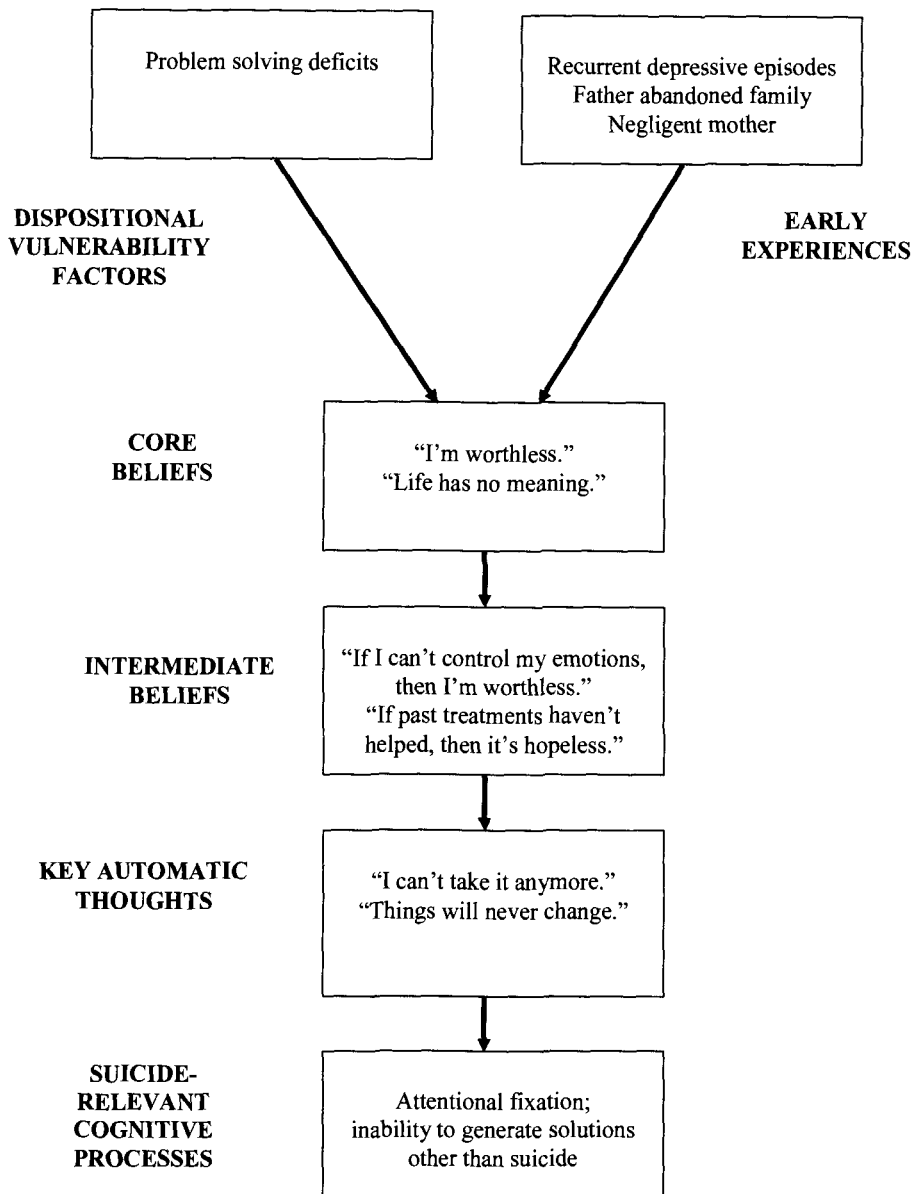 Problem solving deficits
Recurrent depressive episodes
Father abandoned family
Negligent mother
DISPOSITIONAL
VULNERABILITY
FACTORS
EARLY
EXPERIENCES
CORE
BELIEFS
“I’m worthless.”
“Life has no meaning.”
INTERMEDIATE
BELIEFS
“If I can’t control my emotions,
then I’m worthless.”
“If past treatments haven’t
helped, then it’s hopeless.”
KEY AUTOMATIC
THOUGHTS
“I can’t take it anymore.”
“Things will never change.”
SUICIDE-
RELEVANT
COGNITIVE
PROCESSES
Attentional fixation;
inability to generate solutions
other than suicide